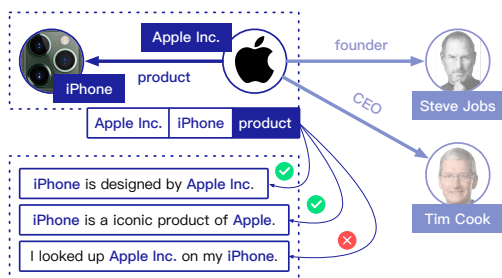 Apple Inc.
founder
product
iPhone
CEO
Steve Jobs
Apple Inc. iPhone product
iPhone is designed by Apple Inc.
iPhone is a iconic product of Apple.
Tim Cook
I looked up Apple Inc. on my iPhone.